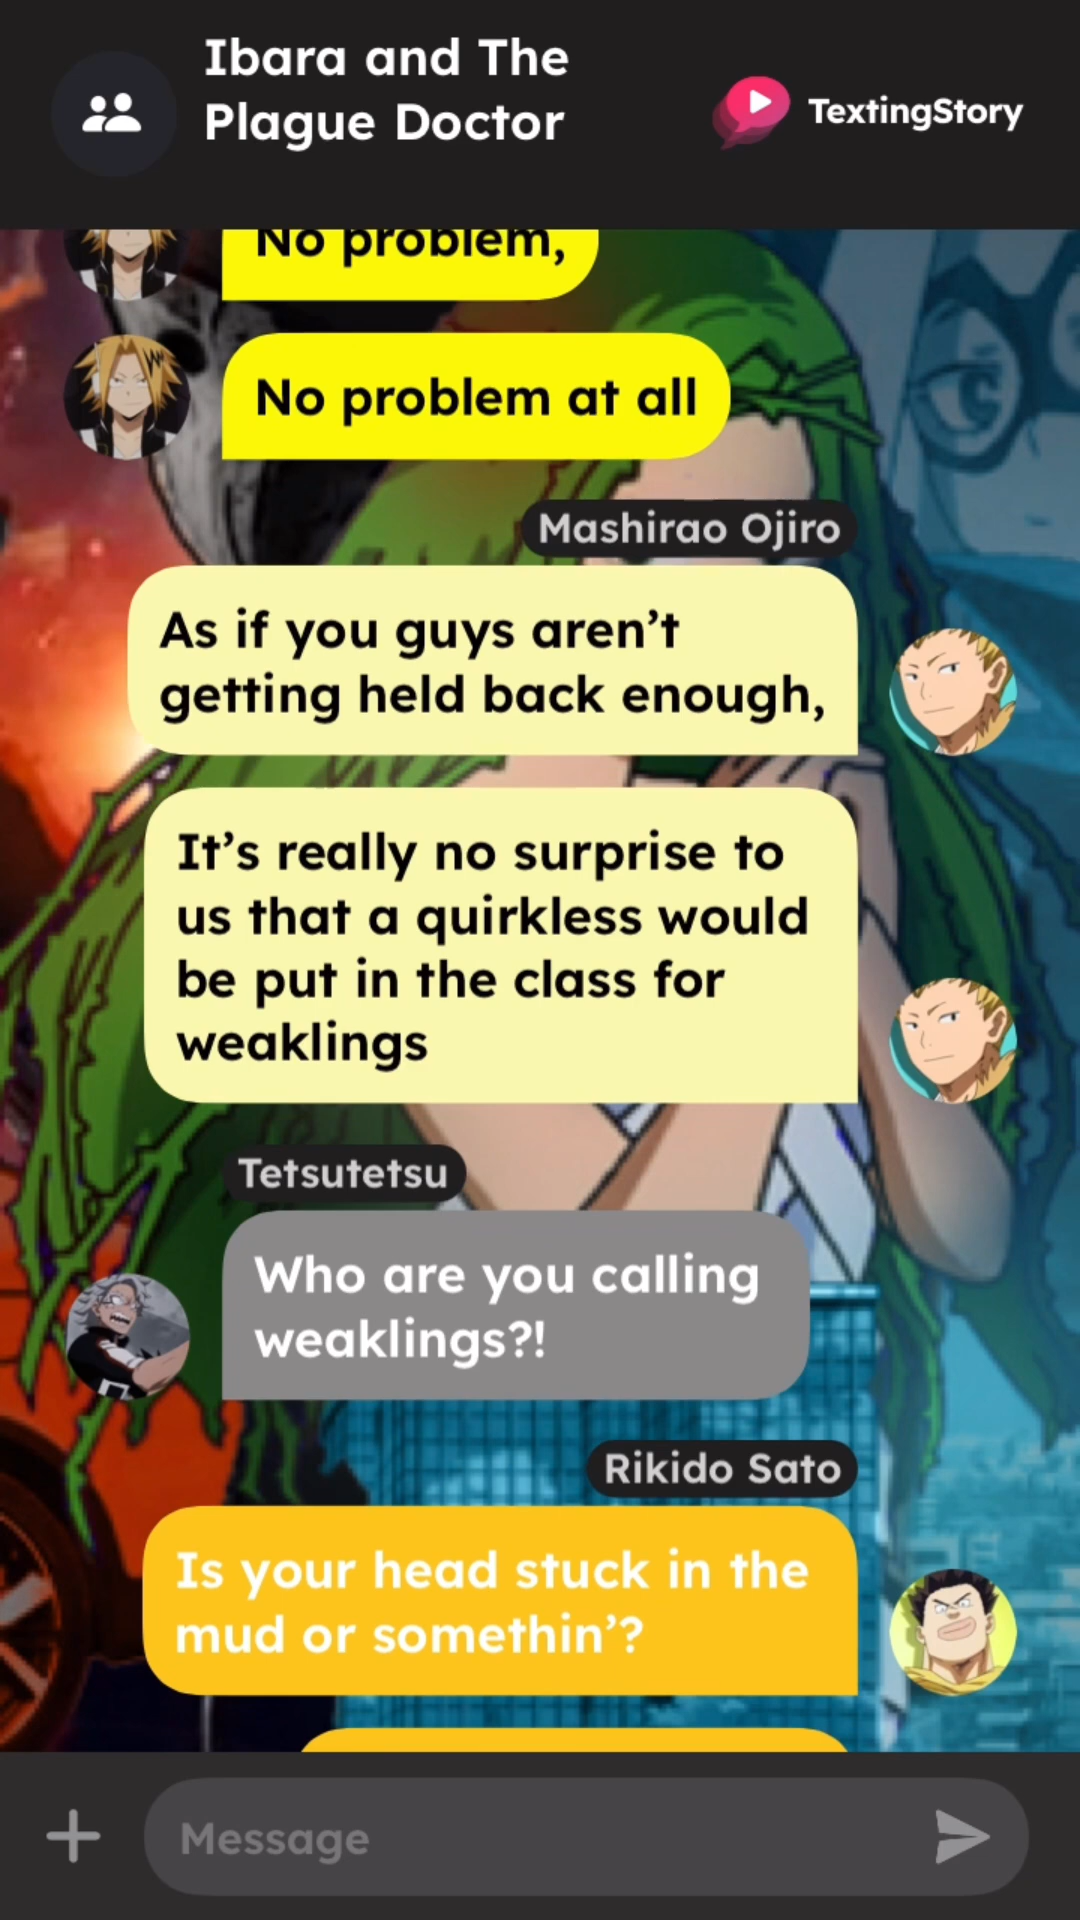 Ibara and The
Plague Doctor
TextingStory
No problem,
No problem at all
Mashirao Ojiro
As if you guys aren’t
getting held back enough,
It’s really no surprise to
us that a quirkless would
be put in the class for
weaklings
Tetsutetsu
Who are you calling
weaklings?!
Rikido Sato
Is your head stuck in the
mud or somethin’?
Message